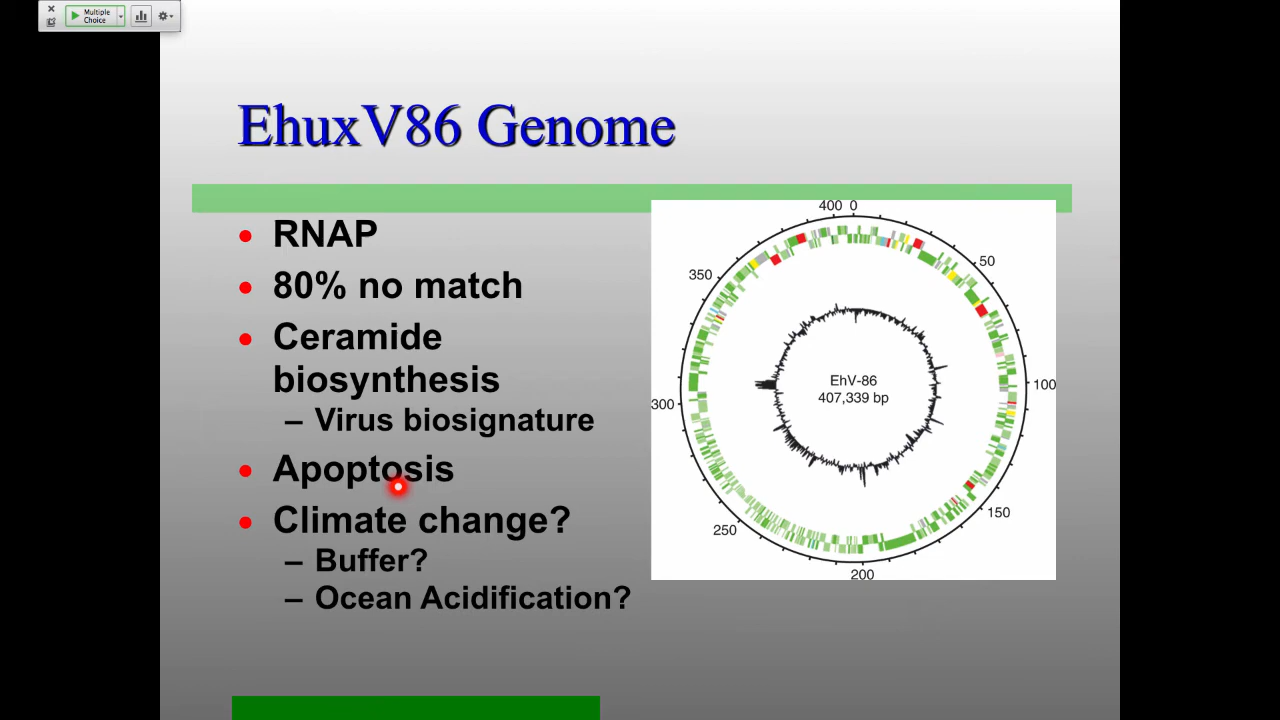 Multiple
Choice
EhuxV86 Genome
• RNAP
• 80% no match
• Ceramide
biosynthesis
– Virus biosignature
• Apoptosis
• Climate change?
– Buffer?
– Ocean Acidification?
400 0
50
100
150
200
250
300
350
EhV-86
407,339 bp